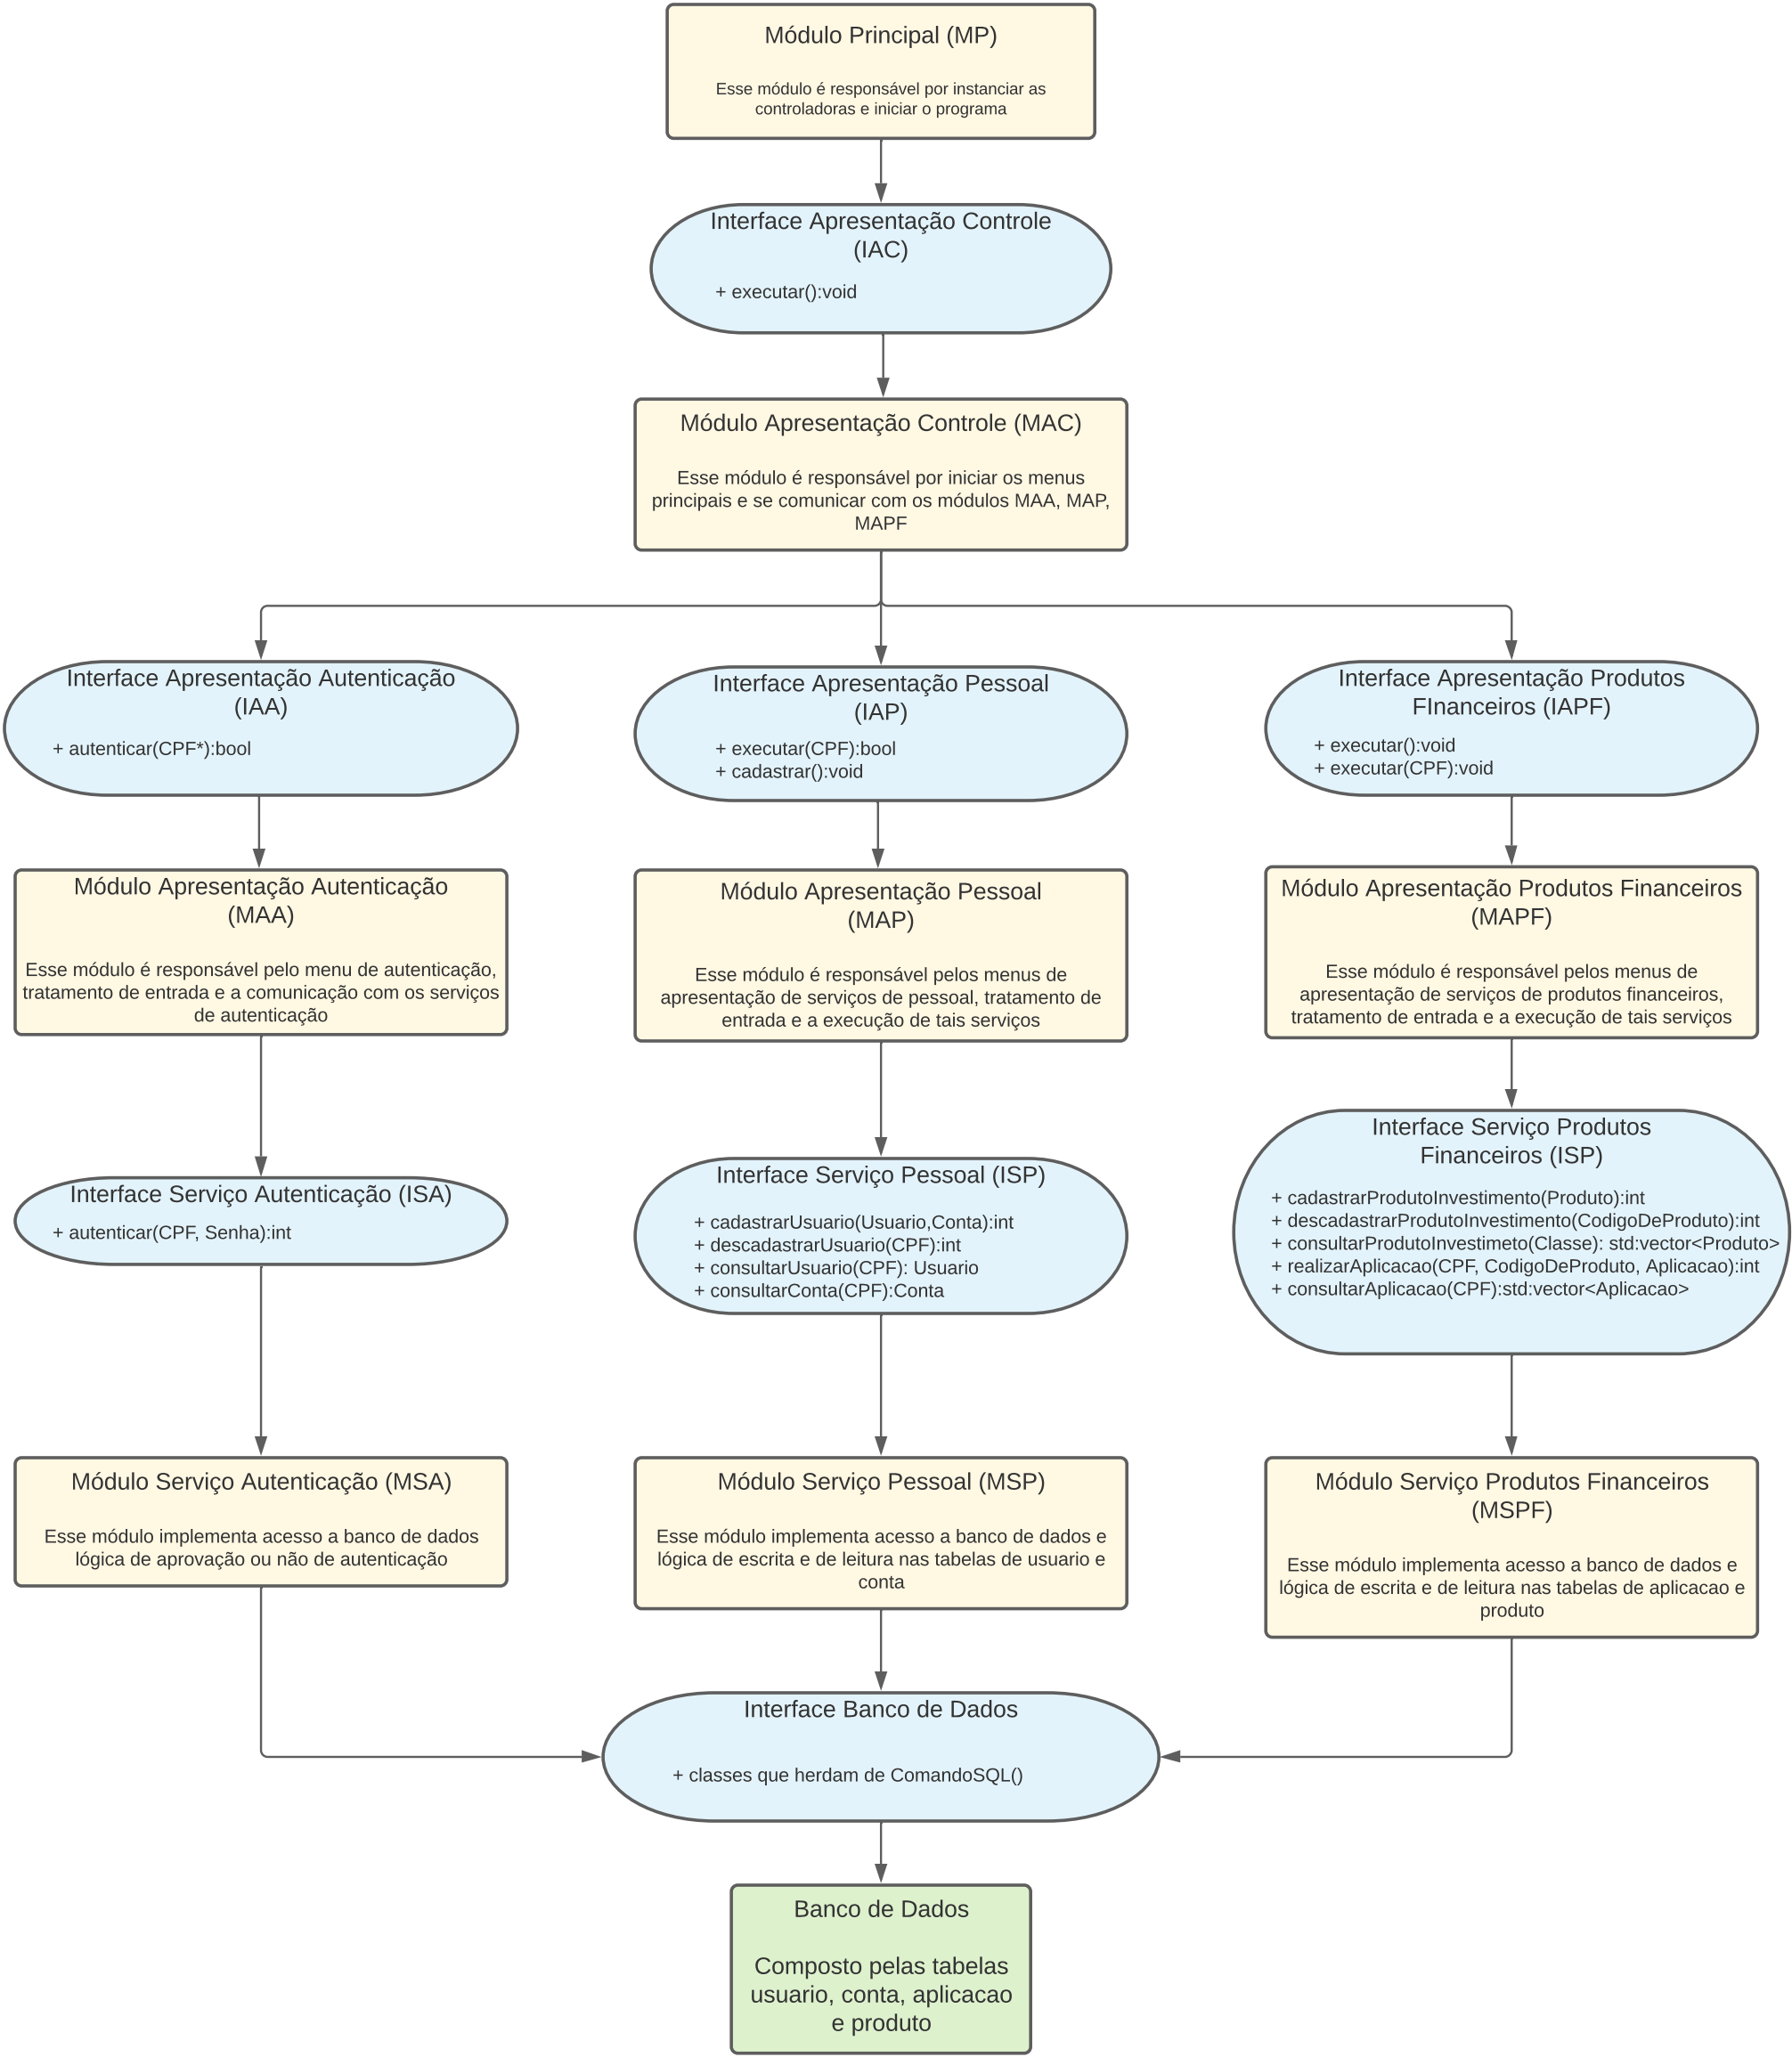 Módulo Principal (MP)
Esse módulo é responsável por instanciar as
controladoras e iniciar o programa
Interface Apresentação Controle
(IAC)
+ executar():void
Módulo Apresentação Controle (MAC)
Esse módulo é responsável por iniciar os menus
principais e se comunicar com os módulos MAA, MAP,
MAPF
Interface Apresentação Autenticação
(IAA)
+ autenticar(CPF*):bool
Interface Apresentação Pessoal
(IAP)
+ executar(CPF):bool
+ cadastrar():void
Interface Apresentação Produtos
FInanceiros (IAPF)
+ executar():void
+ executar(CPF):void
Módulo Apresentação Autenticação
(MAA)
Esse módulo é responsável pelo menu de autenticação,
tratamento de entrada e a comunicação com os serviços
de autenticação
Módulo Apresentação Pessoal
(MAP)
Esse módulo é responsável pelos menus de
apresentação de serviços de pessoal, tratamento de
entrada e a execução de tais serviços
Módulo Apresentação Produtos Financeiros
(MAPF)
Esse módulo é responsável pelos menus de
apresentação de serviços de produtos financeiros,
tratamento de entrada e a execução de tais serviços
Interface Serviço Autenticação (ISA)
+ autenticar(CPF, Senha):int
Interface Serviço Pessoal (ISP)
+ cadastrarUsuario(Usuario,Conta):int
+ descadastrarUsuario(CPF):int
+ consultarUsuario(CPF): Usuario
+ consultarConta(CPF):Conta
Interface Serviço Produtos
Financeiros (ISP)
+ cadastrarProdutoInvestimento(Produto):int
+ descadastrarProdutoInvestimento(CodigoDeProduto):int
+ consultarProdutoInvestimeto(Classe): std:vector<Produto>
+ realizarAplicacao(CPF, CodigoDeProduto, Aplicacao):int
+ consultarAplicacao(CPF):std:vector<Aplicacao>
Módulo Serviço Autenticação (MSA)
Esse módulo implementa acesso a banco de dados
lógica de aprovação ou não de autenticação
Módulo Serviço Pessoal (MSP)
Esse módulo implementa acesso a banco de dados e
lógica de escrita e de leitura nas tabelas de usuario e
conta
Módulo Serviço Produtos Financeiros
(MSPF)
Esse módulo implementa acesso a banco de dados e
lógica de escrita e de leitura nas tabelas de aplicacao e
produto
Interface Banco de Dados
+ classes que herdam de ComandoSQL()
Banco de Dados
Composto pelas tabelas
usuario, conta, aplicacao
e produto